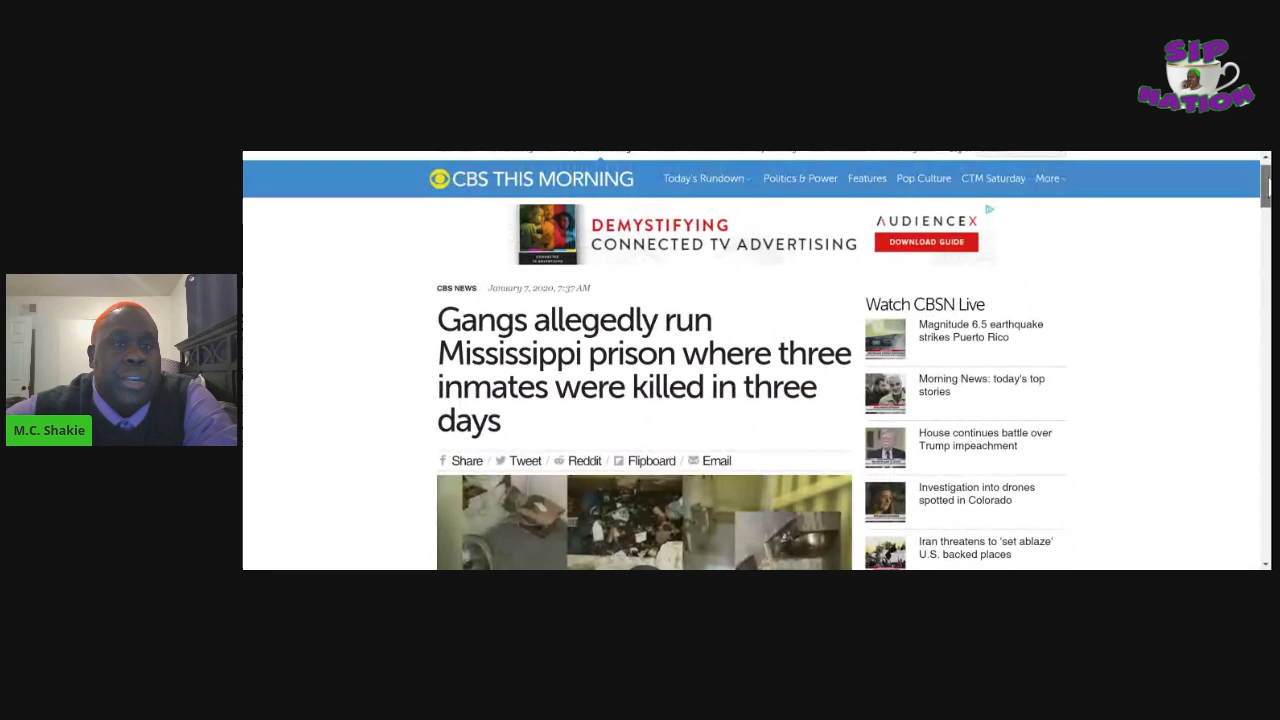 SIP
NATION
CBS THIS MORNING
Today's Rundown
Politics & Power
Features
Pop Culture
CTM Saturday
More
DEMYSTIFYING
CONNECTED TV ADVERTISING
AUDIENCEX
DOWNLOAD GUIDE
CBS NEWS January 7, 2020, 7:37 AM
Gangs allegedly run
Mississippi prison where three
inmates were killed in three
days
Share / Tweet / Reddit / Flipboard / Email
Watch CBSN Live
Magnitude 6.5 earthquake
strikes Puerto Rico
Morning News: today's top
stories
House continues battle over
Trump impeachment
Investigation into drones
spotted in Colorado
Iran threatens to 'set ablaze'
U.S. backed places
M.C. Shakie